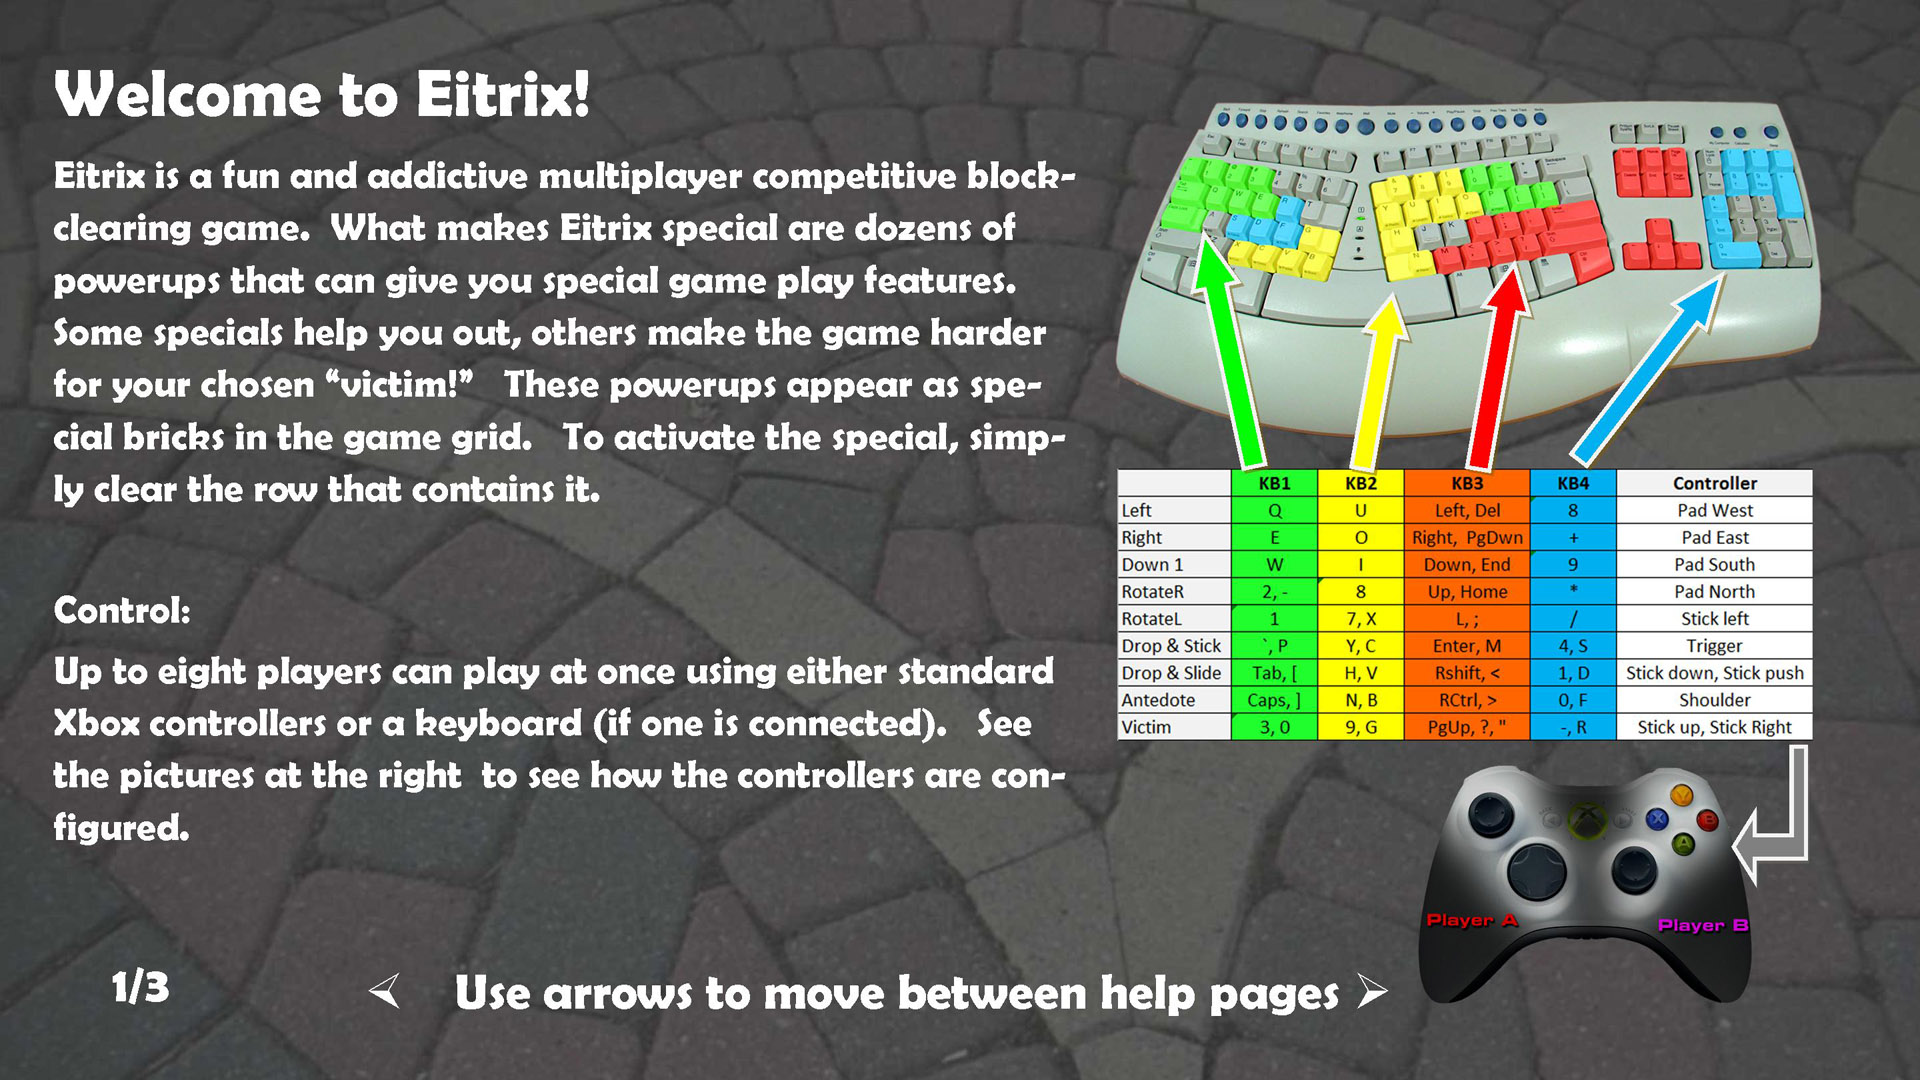 Welcome to Eitrix!
Eitrix is a fun and addictive multiplayer competitive block-
clearing game.  What makes Eitrix special are dozens of
powerups that can give you special game play features.
Some specials help you out, others make the game harder
for your chosen “victim!”   These powerups appear as spe-
cial bricks in the game grid.   To activate the special, simp-
ly clear the row that contains it.
Control:
Up to eight players can play at once using either standard
Xbox controllers or a keyboard (if one is connected).   See
the pictures at the right  to see how the controllers are con-
figured.
KB1 KB2 KB3 KB4 Controller
Left Q U Left, Del 8 Pad West
Right E O Right, PgDwn + Pad East
Down 1 W I Down, End 9 Pad South
RotateR 2, - 8 Up, Home * Pad North
RotateL 1 7, X L, ; / Stick left
Drop & Stick `, P Y, C Enter, M 4, S Trigger
Drop & Slide Tab, [ H, V Rshift, < 1, D Stick down, Stick push
Antedote Caps, ] N, B RCtrl, > 0, F Shoulder
Victim 3, 0 9, G PgUp, ?, " -, R Stick up, Stick Right
Y
X B
A
Player A Player B
1/3 Use arrows to move between help pages